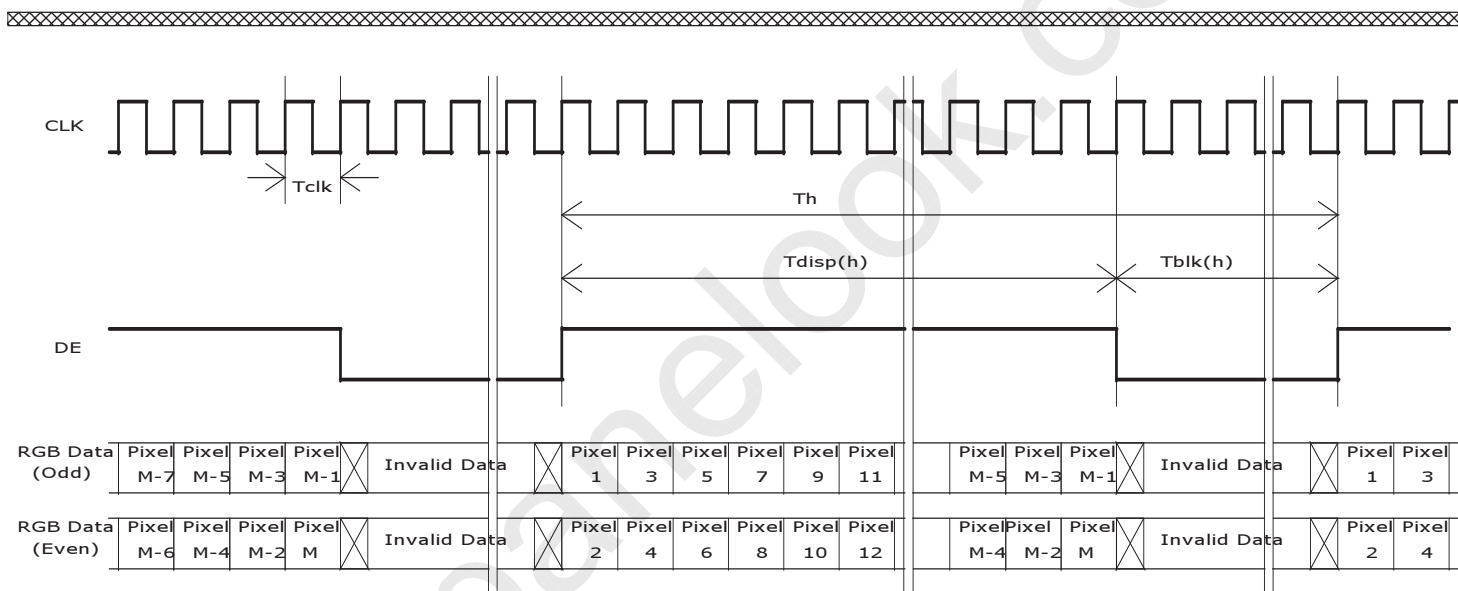 CLK
Tclk
Th
Tdisp(h)
Tblk(h)
DE
RGB Data
(Odd)
Pixel Pixel Pixel Pixel
M-7 M-5 M-3 M-1
Invalid Data
Pixel Pixel Pixel Pixel Pixel Pixel
1 3 5 7 9 11
Pixel Pixel Pixel
M-5 M-3 M-1
Invalid Data
Pixel Pixel
1 3
RGB Data
(Even)
Pixel Pixel Pixel Pixel
M-6 M-4 M-2 M
Invalid Data
Pixel Pixel Pixel Pixel Pixel Pixel
2 4 6 8 10 12
Pixel Pixel Pixel
M-4 M-2 M
Invalid Data
Pixel Pixel
2 4
panelook.co